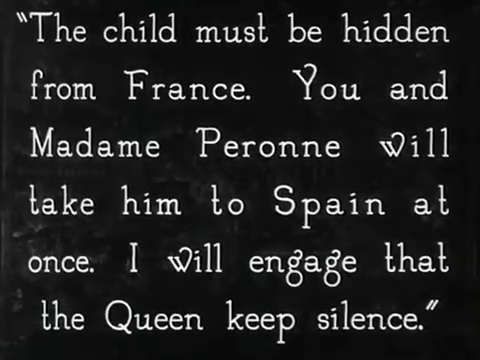 "The child must be hidden
from France. You and
Madame Peronne will
take him to Spain at
once. I will engage that
the Queen keep silence."